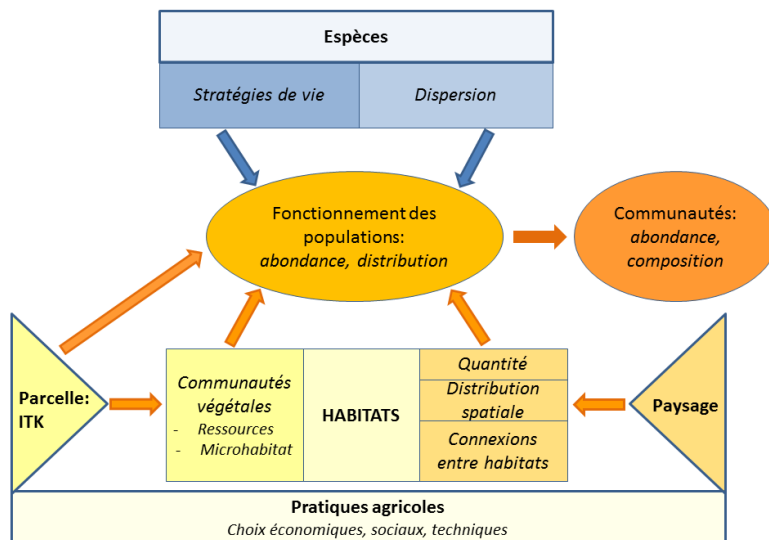 Espèces
Stratégies de vie
Dispersion
Fonctionnement des
populations:
abondance, distribution
Communautés:
abondance,
composition
Parcelle:
ITK
Communautés
végétales
- Ressources
- Microhabitat
HABITATS
Quantité
Distribution
spatiale
Connexions
entre habitats
Paysage
Pratiques agricoles
Choix économiques, sociaux, techniques